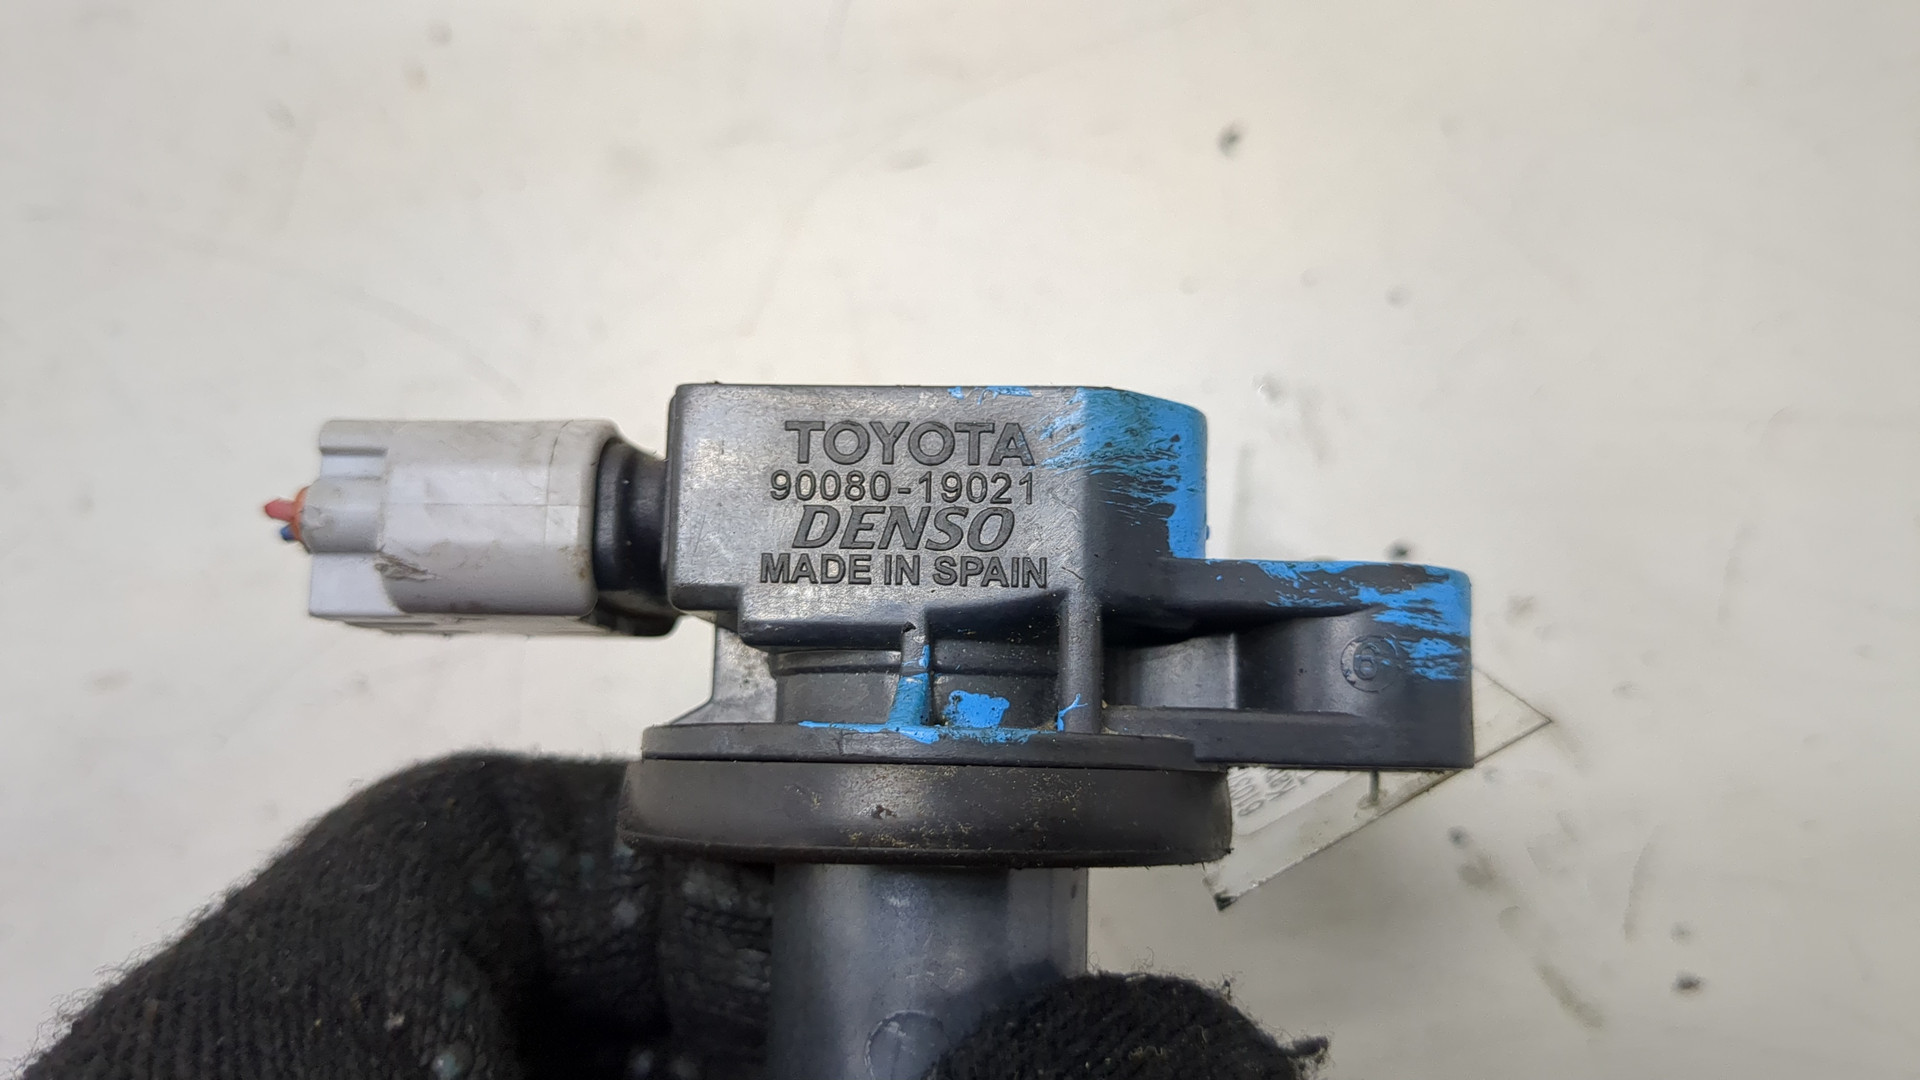 TOYOTA
90080-19021
DENSO
MADE IN SPAIN
6